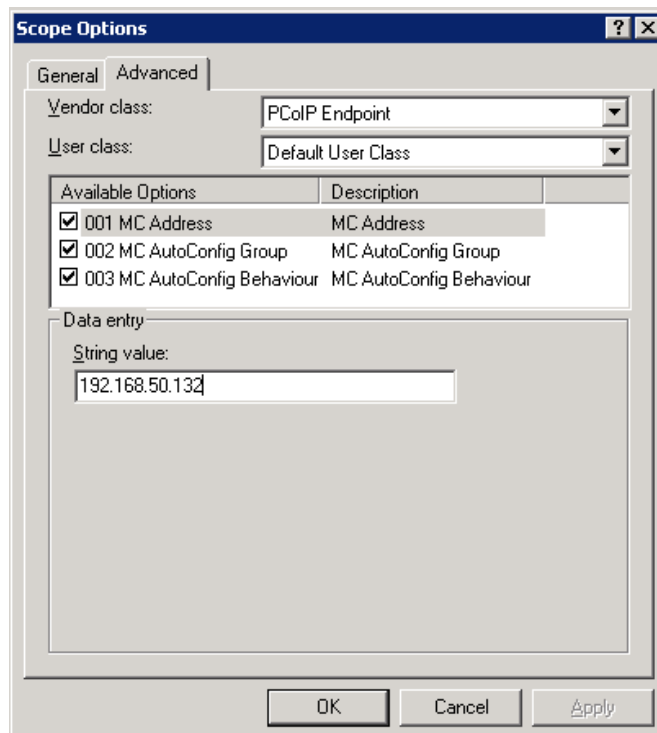 Scope Options
General Advanced
Vendor class: PCoIP Endpoint
User class: Default User Class
Available Options Description
001 MC Address MC Address
002 MC AutoConfig Group MC AutoConfig Group
003 MC AutoConfig Behaviour MC AutoConfig Behaviour
Data entry
String value:
192.168.50.132
OK Cancel Apply